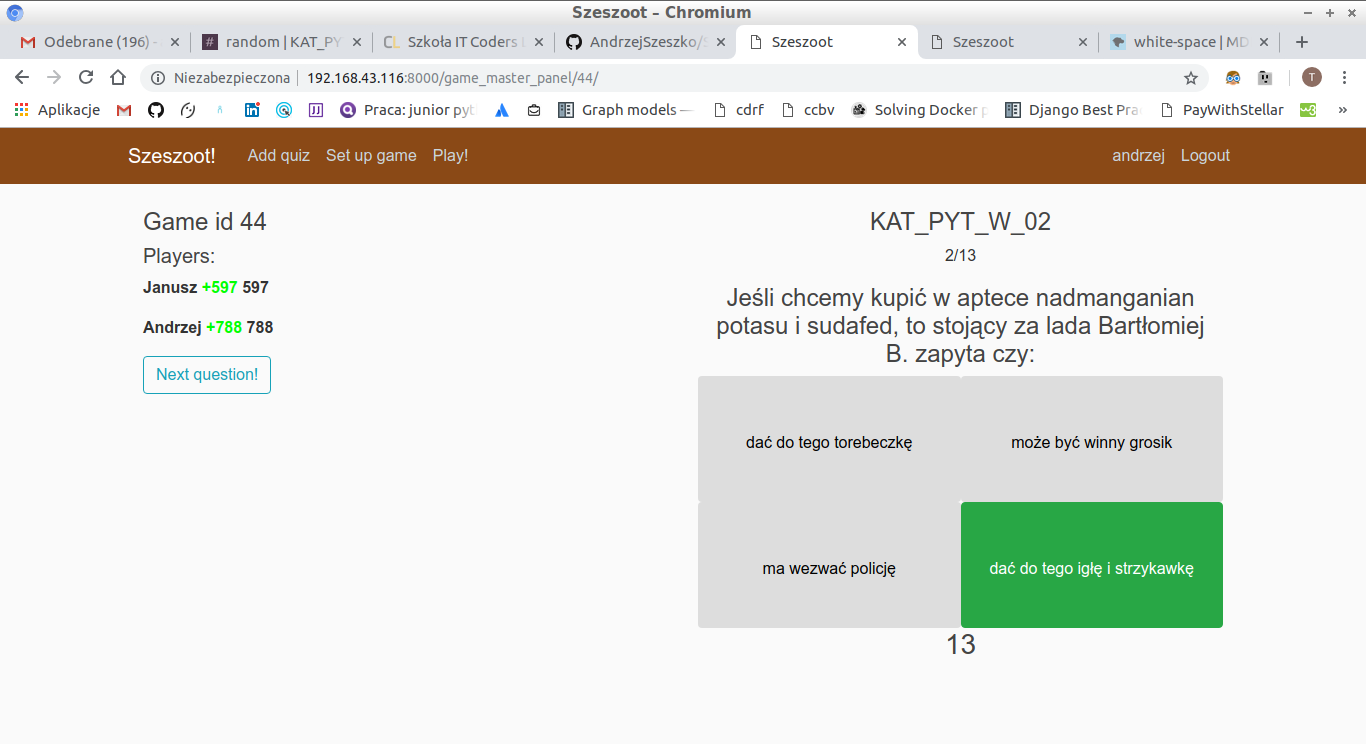 Szeszoot – Chromium
Odebrane (196) -
random | KAT_PY
Szkoła IT Coders
AndrzejSzeszko/
Szeszoot
Szeszoot
white-space | MD
Niezabezpieczona
192.168.43.116:8000/game_master_panel/44/
T
Aplikacje
Praca: junior pyt
Graph models —
cdrf
ccbv
Solving Docker p
Django Best Pra
PayWithStellar
»
Szeszoot!
Add quiz
Set up game
Play!
andrzej
Logout
Game id 44
Players:
Janusz +597 597
Andrzej +788 788
Next question!
KAT_PYT_W_02
2/13
Jeśli chcemy kupić w aptece nadmanganian
potasu i sudafed, to stojący za lada Bartłomiej
B. zapyta czy:
dać do tego torebeczkę
może być winny grosik
ma wezwać policję
dać do tego igłę i strzykawkę
13